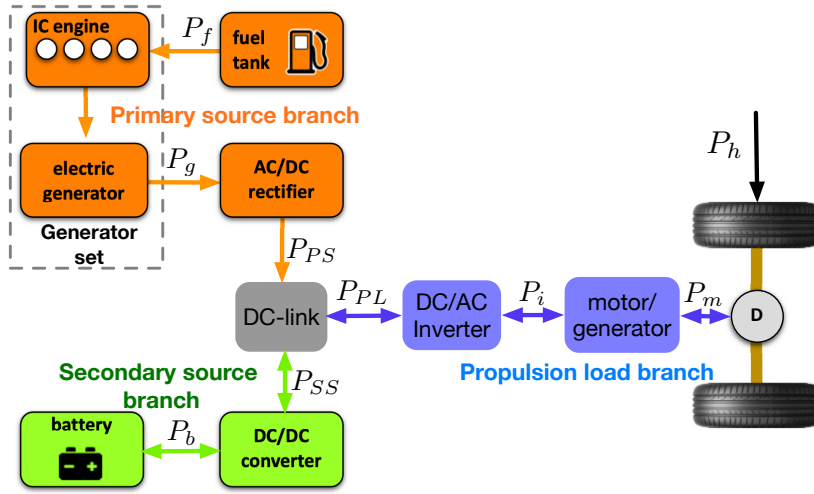 IC engine
P_f
fuel
tank
Primary source branch
electric
generator
P_g
AC/DC
rectifier
Generator
set
P_PS
P_h
DC-link
P_PL
DC/AC
Inverter
P_i
motor/
generator
P_m
D
Secondary source
branch
P_SS
Propulsion load branch
battery
P_b
DC/DC
converter